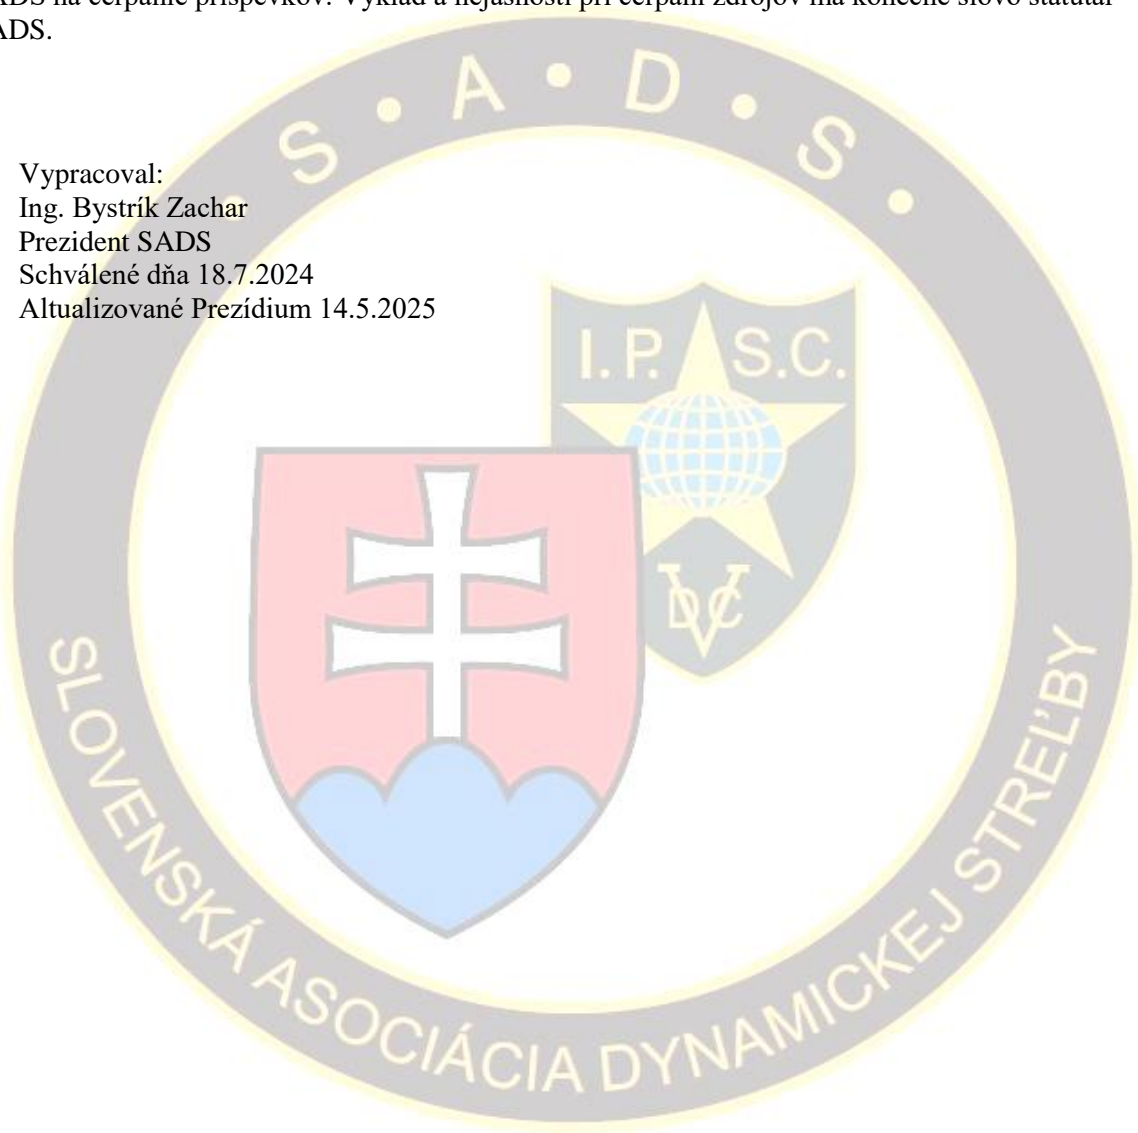 na čerpanie príspevkov. Výklad a nejasnosti pri čerpaní zdrojov má konečné slovo štatutár
ADS.
Vypracoval:
Ing. Bystrík Zachar
Prezident SADS
Schválené dňa 18.7.2024
Altualizované Prezídium 14.5.2025
• S • A • D • S •
I.P. S.C.
DVC
SLOVENSKÁ ASOCIÁCIA DYNAMICKEJ STREĽBY